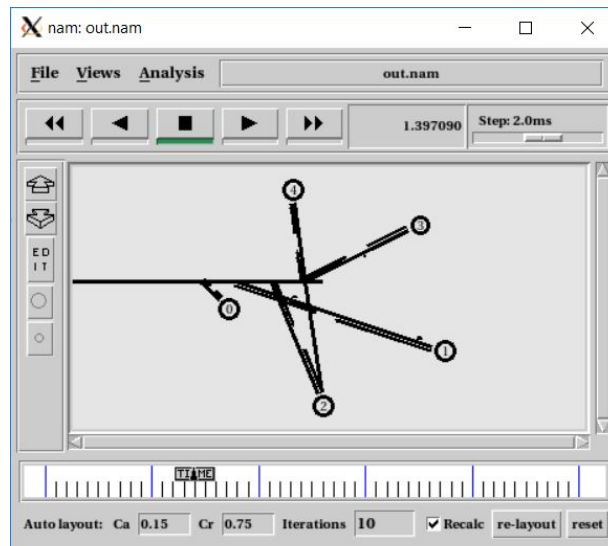 nam: out.nam
File Views Analysis out.nam
1.397090 Step: 2.0ms
ED
IT
4
3
0
1
2
TIME
Auto layout: Ca 0.15 Cr 0.75 Iterations 10 Recalc re-layout reset